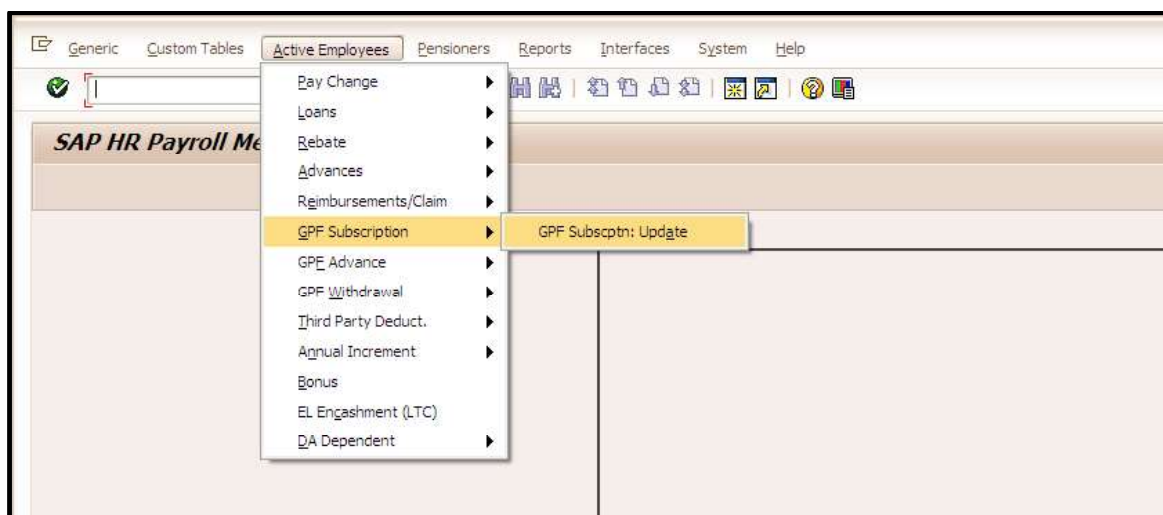 Generic Custom Tables Active Employees Pensioners Reports Interfaces System Help
SAP HR Payroll Me
Pay Change
Loans
Rebate
Advances
Reimbursements/Claim
GPF Subscription
GPF Subscptn: Update
GPF Advance
GPF Withdrawal
Third Party Deduct.
Annual Increment
Bonus
EL Encashment (LTC)
DA Dependent